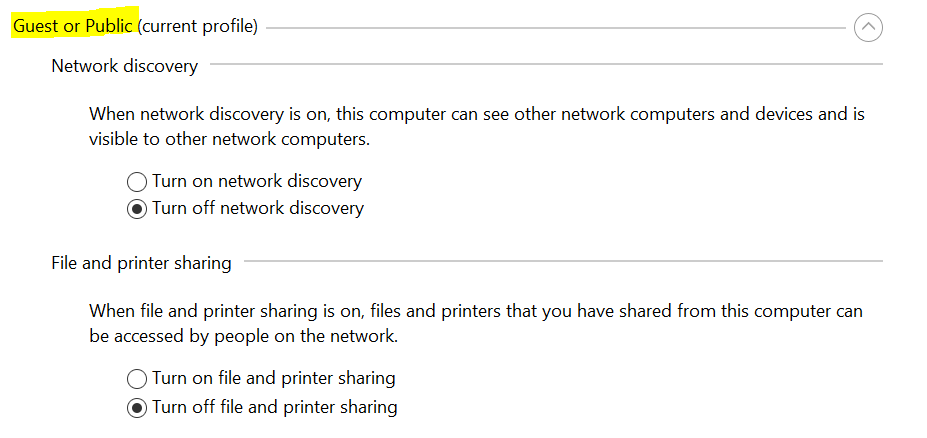 Guest or Public (current profile)
Network discovery
When network discovery is on, this computer can see other network computers and devices and is
visible to other network computers.
Turn on network discovery
Turn off network discovery
File and printer sharing
When file and printer sharing is on, files and printers that you have shared from this computer can
be accessed by people on the network.
Turn on file and printer sharing
Turn off file and printer sharing